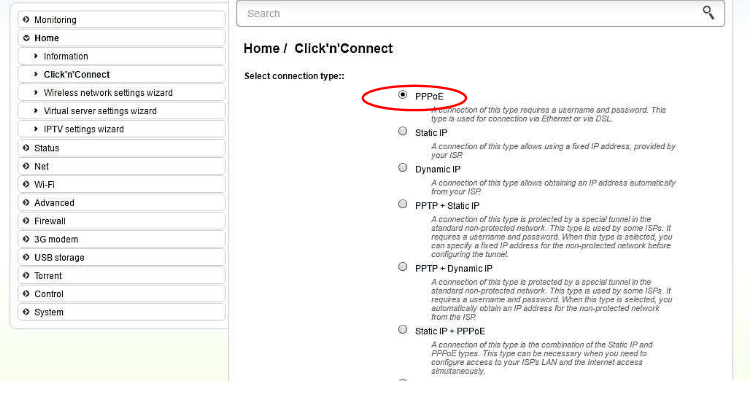 Search
Monitoring
Home
Information
Click'n'Connect
Wireless network settings wizard
Virtual server settings wizard
IPTV settings wizard
Status
Net
Wi-Fi
Advanced
Firewall
3G modem
USB storage
Torrent
Control
System
Home / Click'n'Connect
Select connection type::
PPPoE
A connection of this type requires a username and password. This
type is used for connection via Ethernet or via DSL.
Static IP
A connection of this type allows using a fixed IP address, provided by
your ISP.
Dynamic IP
A connection of this type allows obtaining an IP address automatically
from your ISP.
PPTP + Static IP
A connection of this type is protected by a special tunnel in the
standard non-protected network. This type is used by some ISPs. It
requires a username and password. When this type is selected, you
can specify a fixed IP address for the non-protected network before
configuring the tunnel.
PPTP + Dynamic IP
A connection of this type is protected by a special tunnel in the
standard non-protected network. This type is used by some ISPs. It
requires a username and password. When this type is selected, you
automatically obtain an IP address for the non-protected network
from the ISP.
Static IP + PPPoE
A connection of this type is the combination of the Static IP and
PPPoE types. This type can be necessary when you need to
configure access to your ISP's LAN and the Internet access
simultaneously.